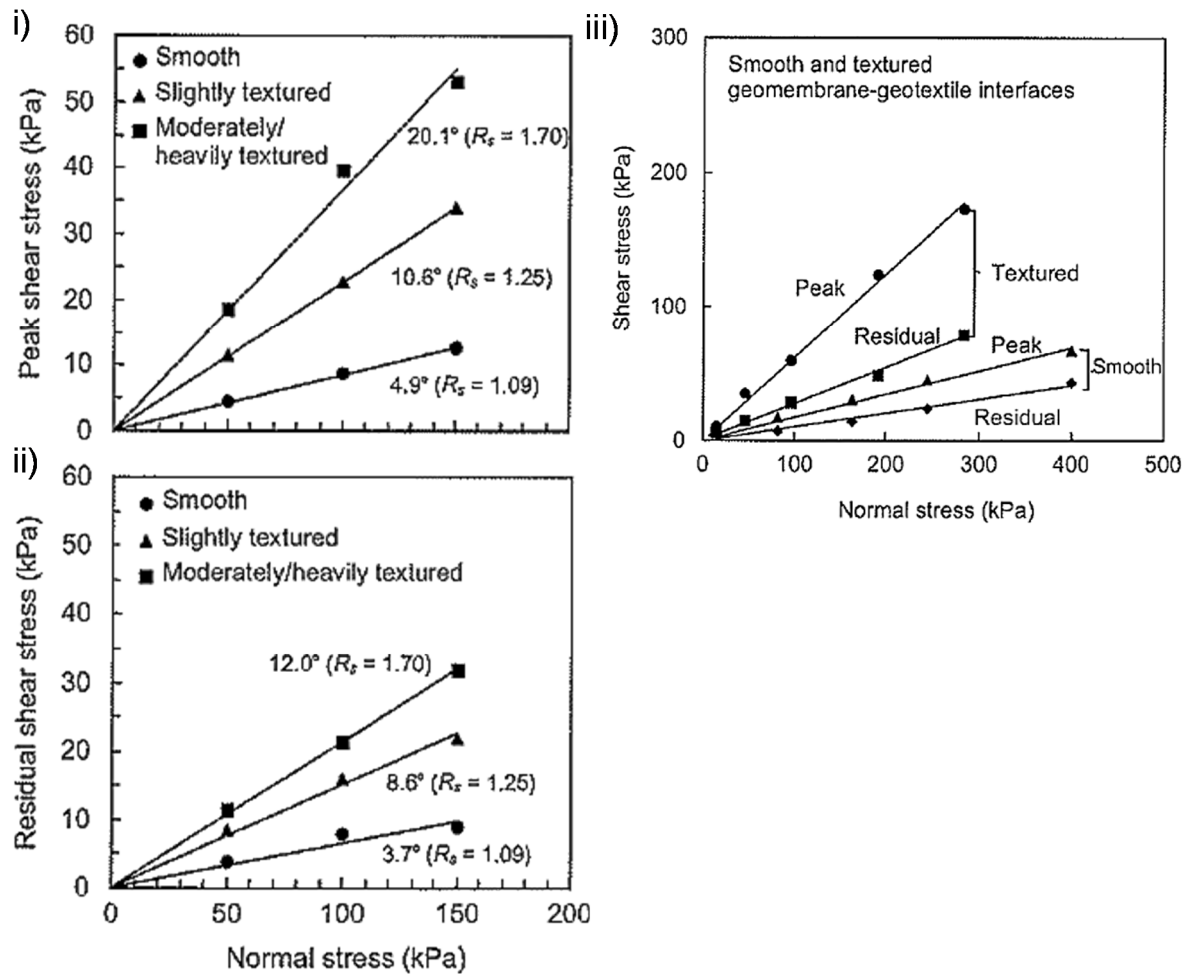 i)
60
50
40
30
20
10
0
Peak shear stress (kPa)
Smooth
Slightly textured
Moderately/
heavily textured
20.1° (Rs = 1.70)
10.6° (Rs = 1.25)
4.9° (Rs = 1.09)
ii)
60
50
40
30
20
10
0
Residual shear stress (kPa)
Smooth
Slightly textured
Moderately/heavily textured
12.0° (Rs = 1.70)
8.6° (Rs = 1.25)
3.7° (Rs = 1.09)
0 50 100 150 200
Normal stress (kPa)
iii)
300
200
100
0
Shear stress (kPa)
Smooth and textured
geomembrane-geotextile interfaces
Peak
Textured
Residual
Peak
Smooth
Residual
0 100 200 300 400 500
Normal stress (kPa)